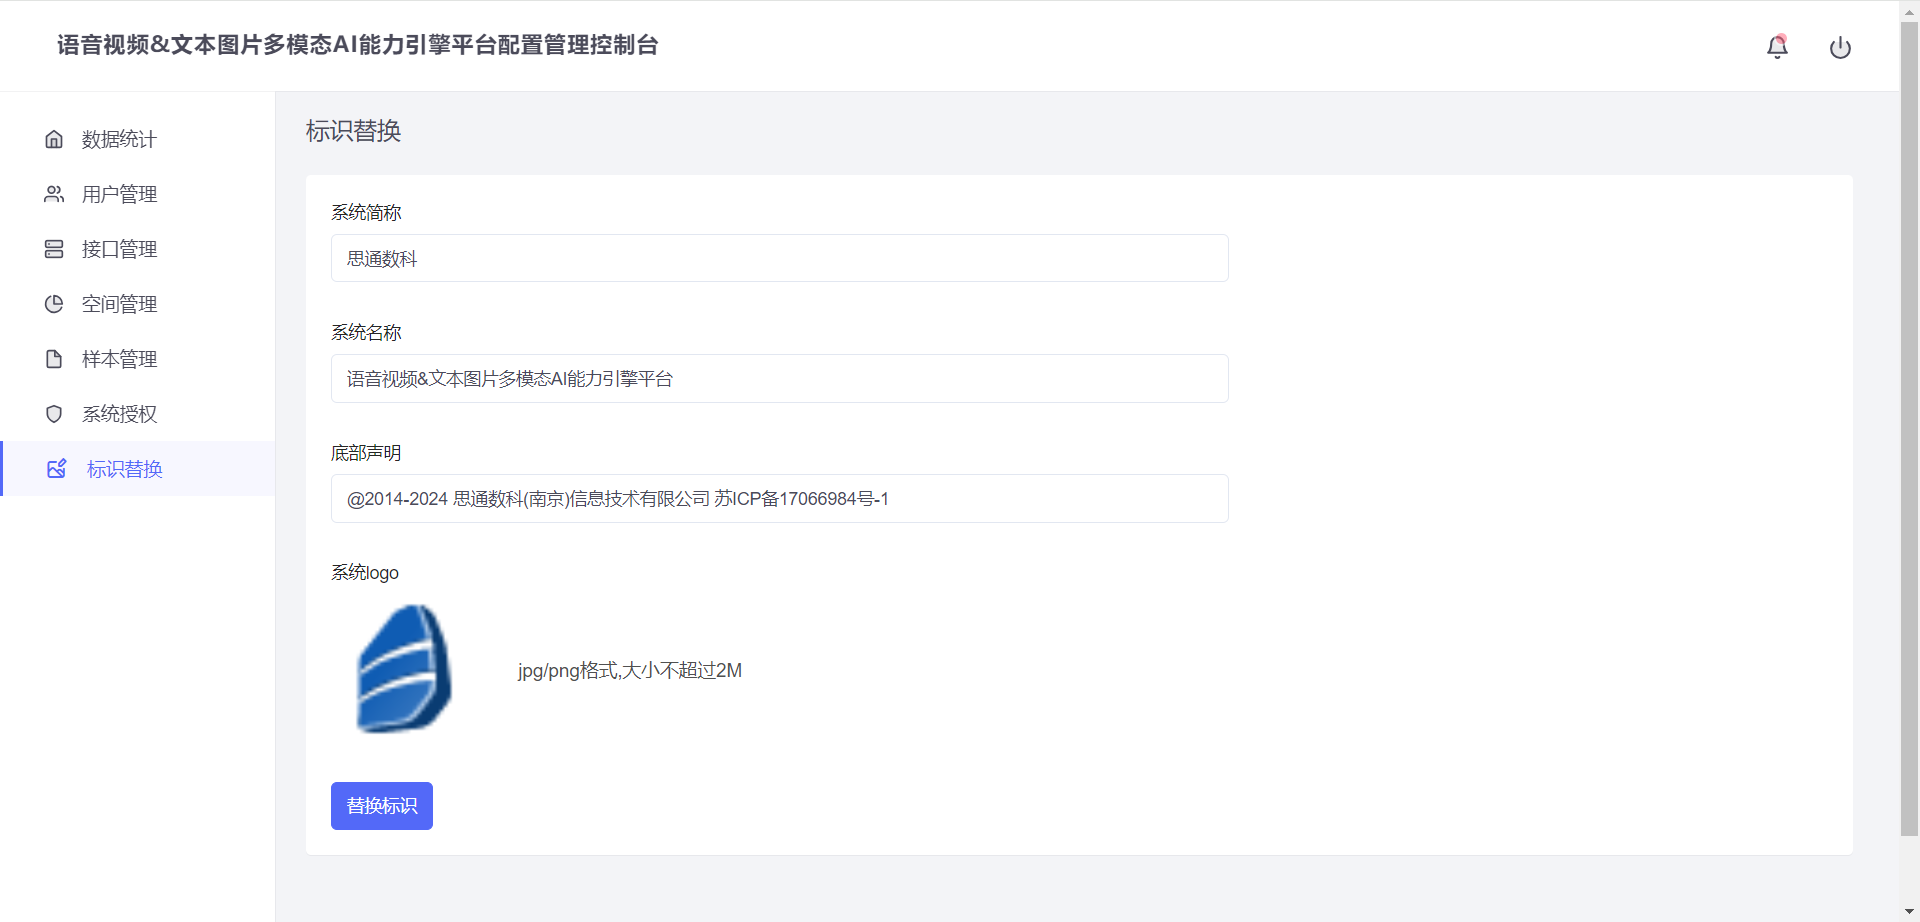 语音视频&文本图片多模态AI能力引擎平台配置管理控制台
数据统计
用户管理
接口管理
空间管理
样本管理
系统授权
标识替换
标识替换
系统简称
思通数科
系统名称
语音视频&文本图片多模态AI能力引擎平台
底部声明
@2014-2024 思通数科(南京)信息技术有限公司 苏ICP备17066984号-1
系统logo
jpg/png格式,大小不超过2M
替换标识